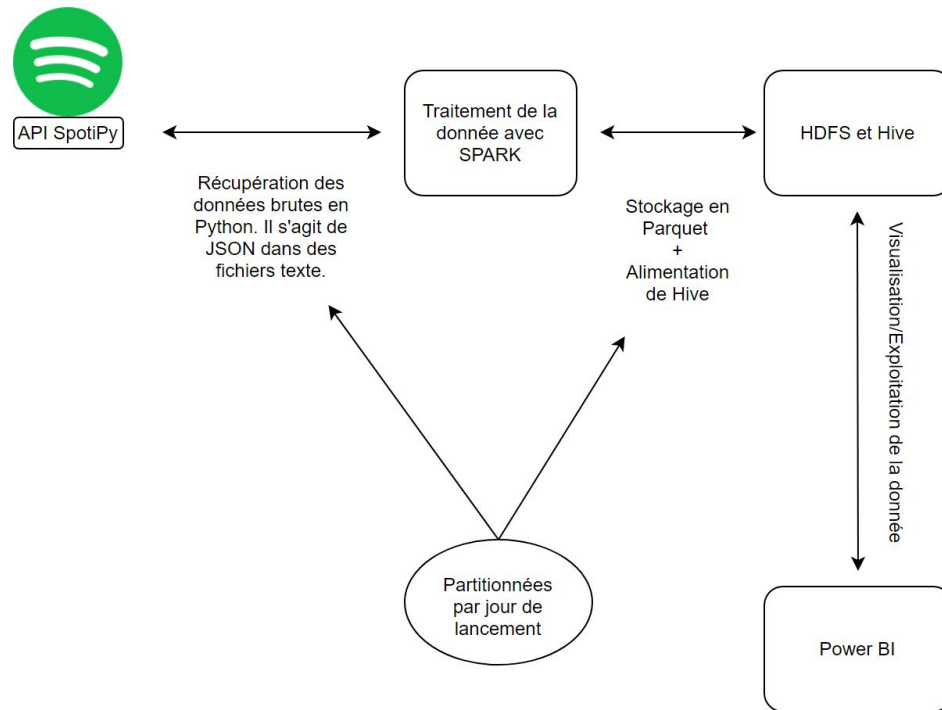 API SpotiPy
Récupération des
données brutes en
Python. Il s'agit de
JSON dans des
fichiers texte.
Traitement de la
donnée avec
SPARK
Stockage en
Parquet
+
Alimentation
de Hive
HDFS et Hive
Visualisation/Exploitation de la donnée
Partitionnées
par jour de
lancement
Power BI